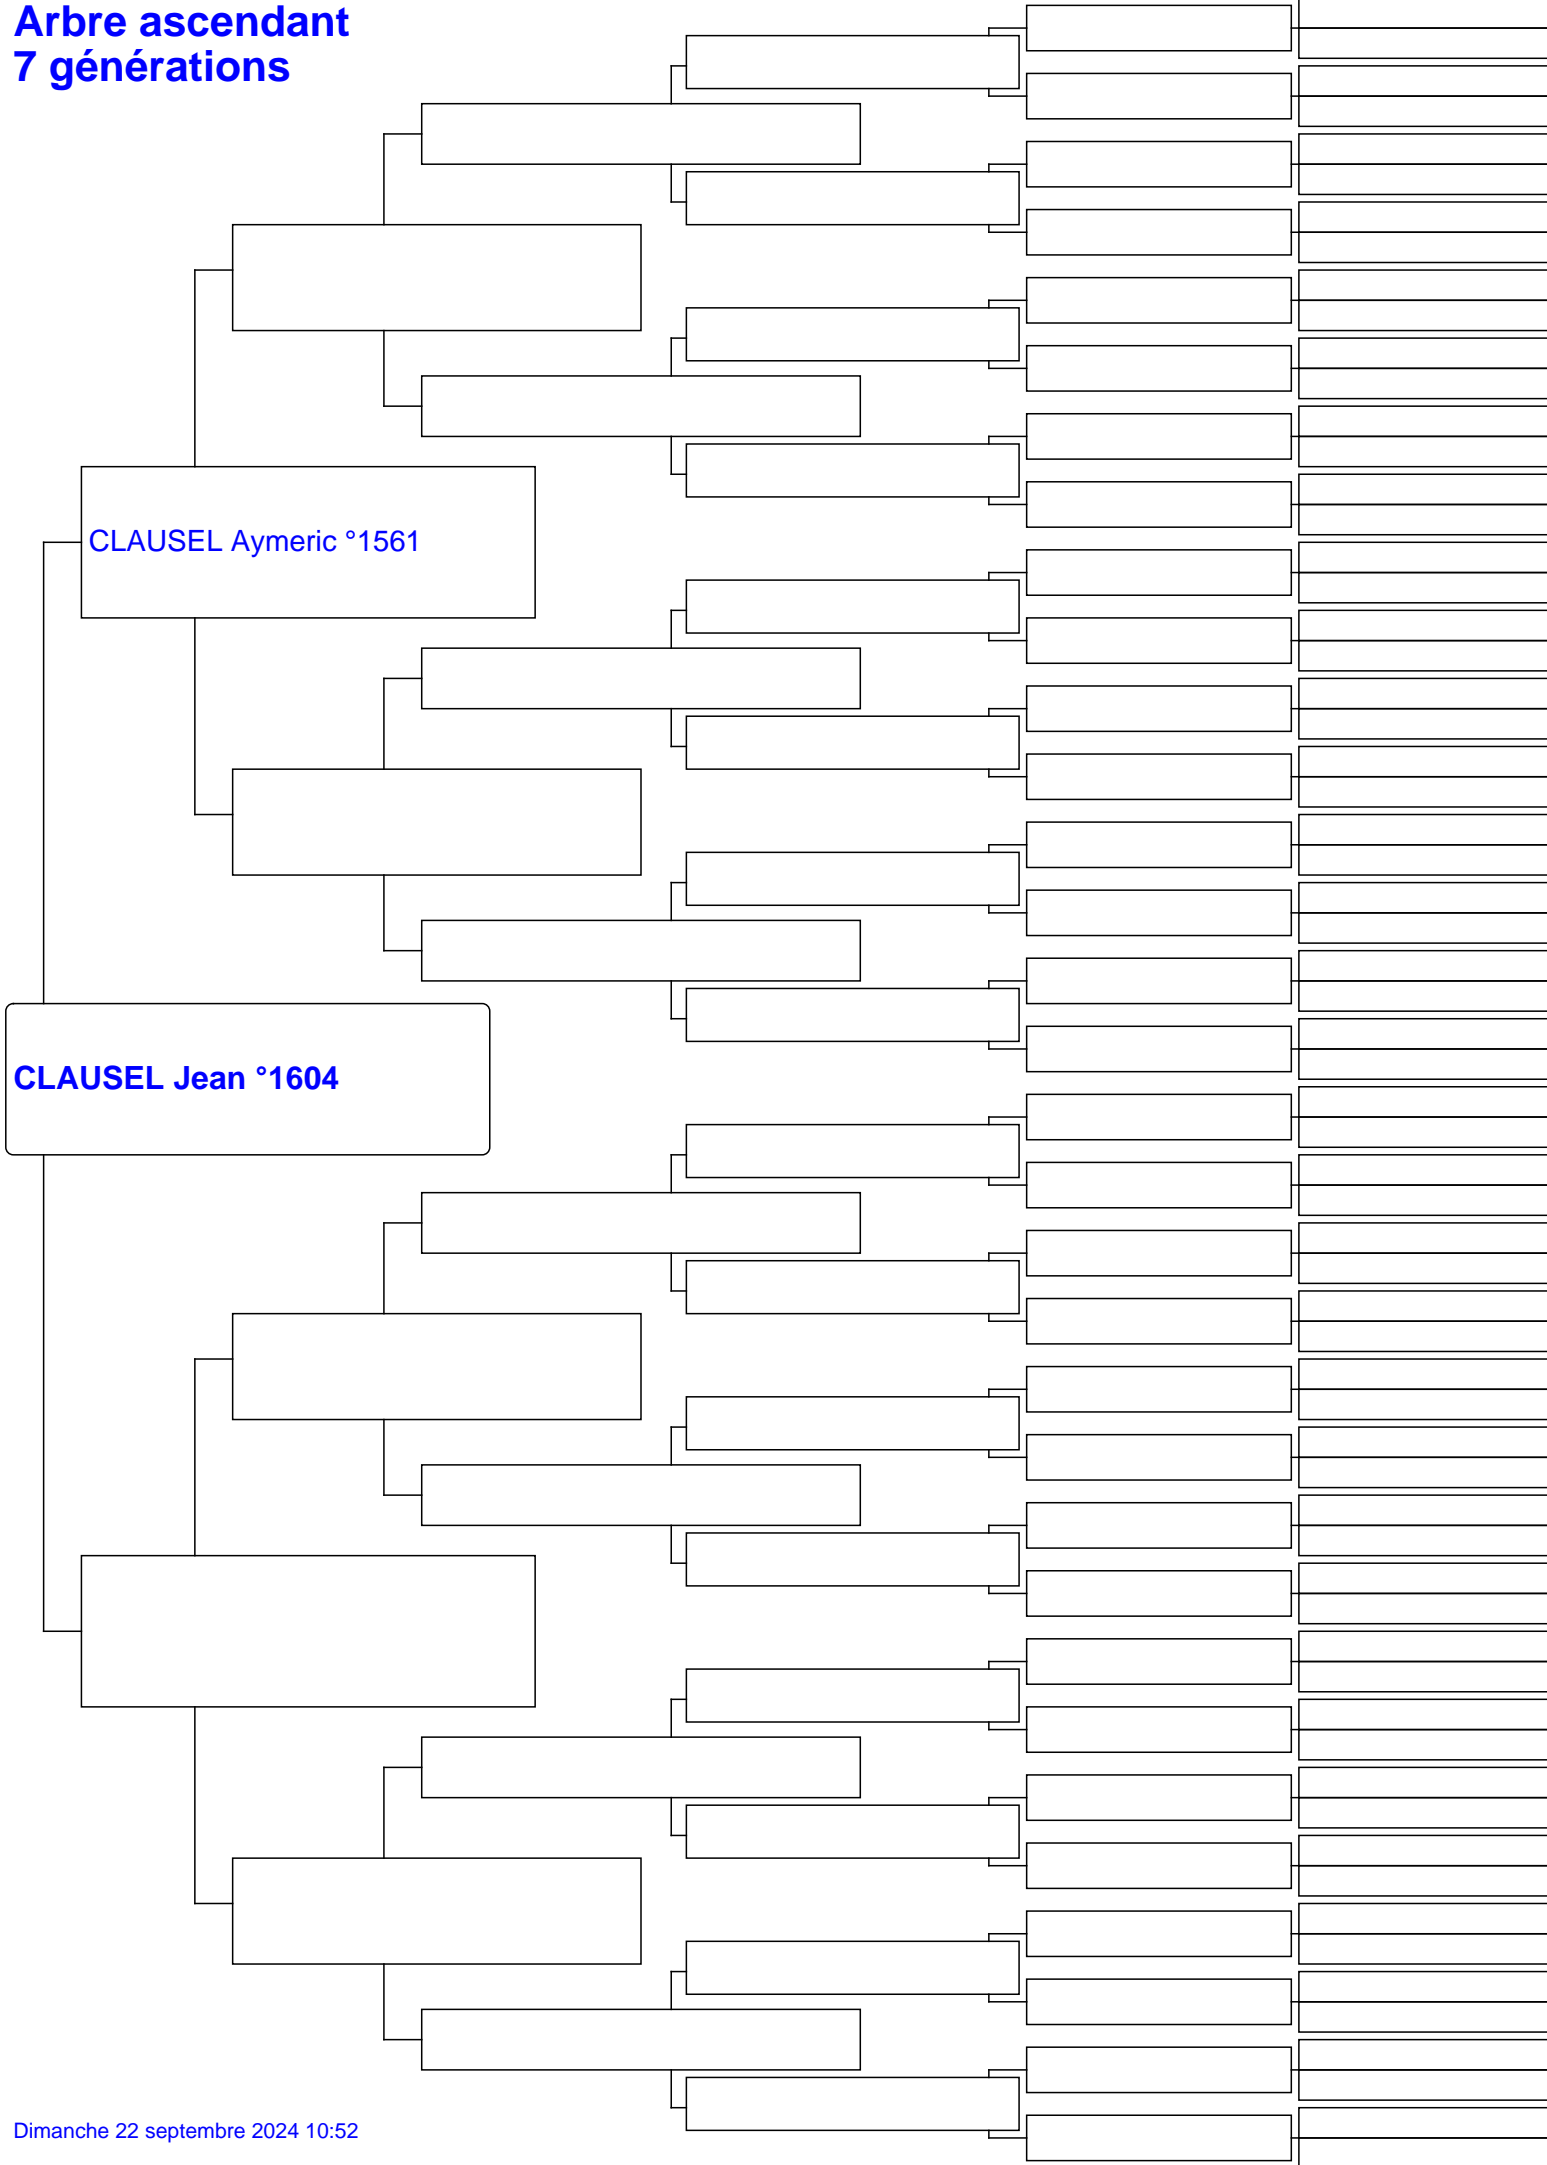 Arbre ascendant
7 générations
CLAUSEL Aymeric °1561
CLAUSEL Jean °1604
Dimanche 22 septembre 2024 10:52